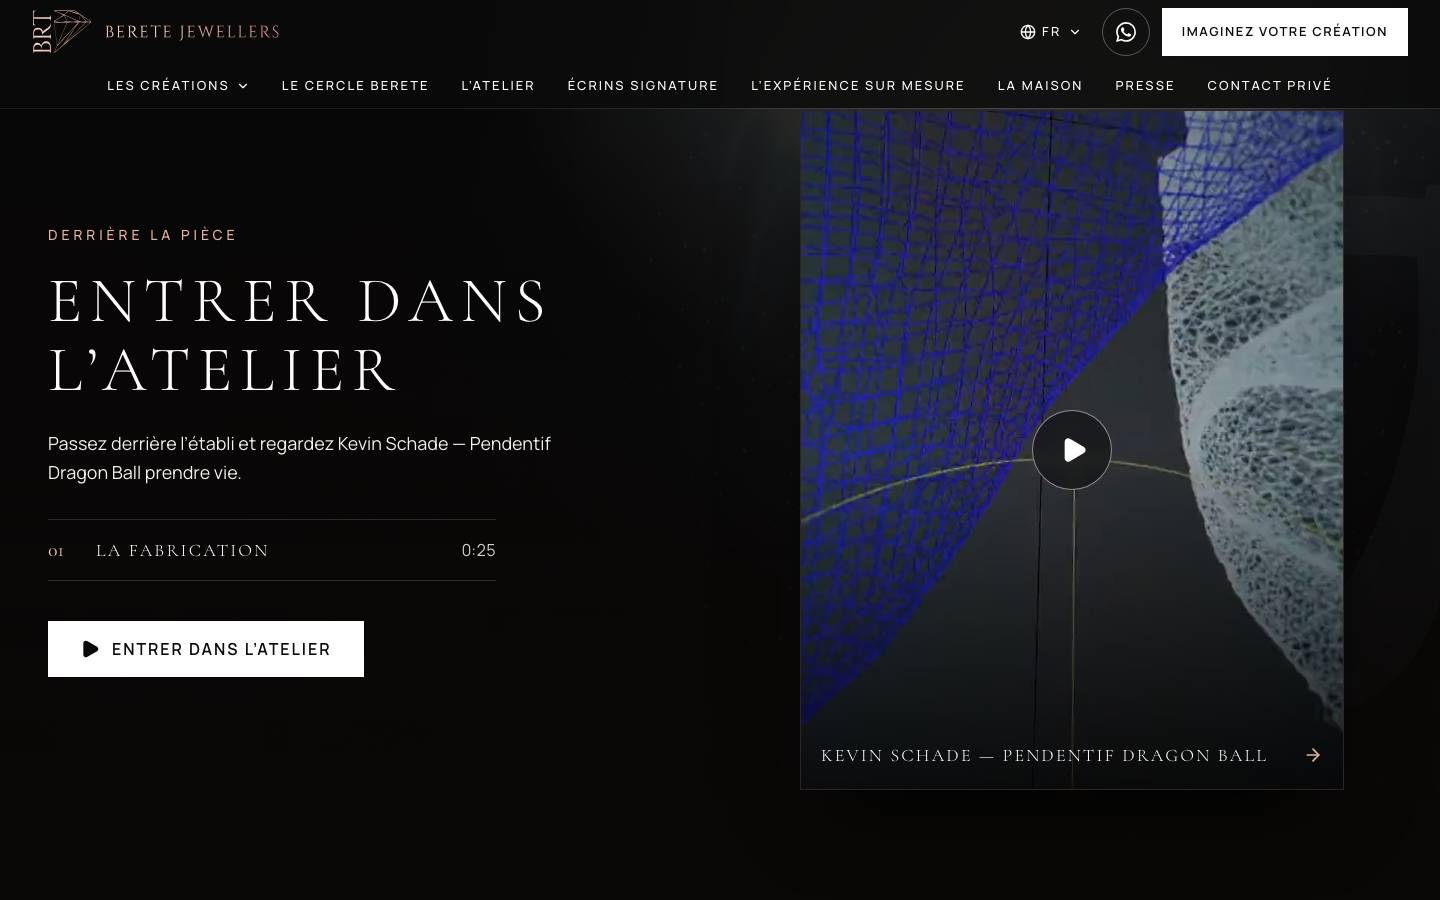 BRT BERETE JEWELLERS
FR
IMAGINEZ VOTRE CRÉATION
LES CRÉATIONS
LE CERCLE BERETE
L’ATELIER
ÉCRINS SIGNATURE
L’EXPÉRIENCE SUR MESURE
LA MAISON
PRESSE
CONTACT PRIVÉ
DERRIÈRE LA PIÈCE
ENTRER DANS
L’ATELIER
Passez derrière l’établi et regardez Kevin Schade — Pendentif
Dragon Ball prendre vie.
01 LA FABRICATION 0:25
ENTRER DANS L’ATELIER
KEVIN SCHADE — PENDENTIF DRAGON BALL